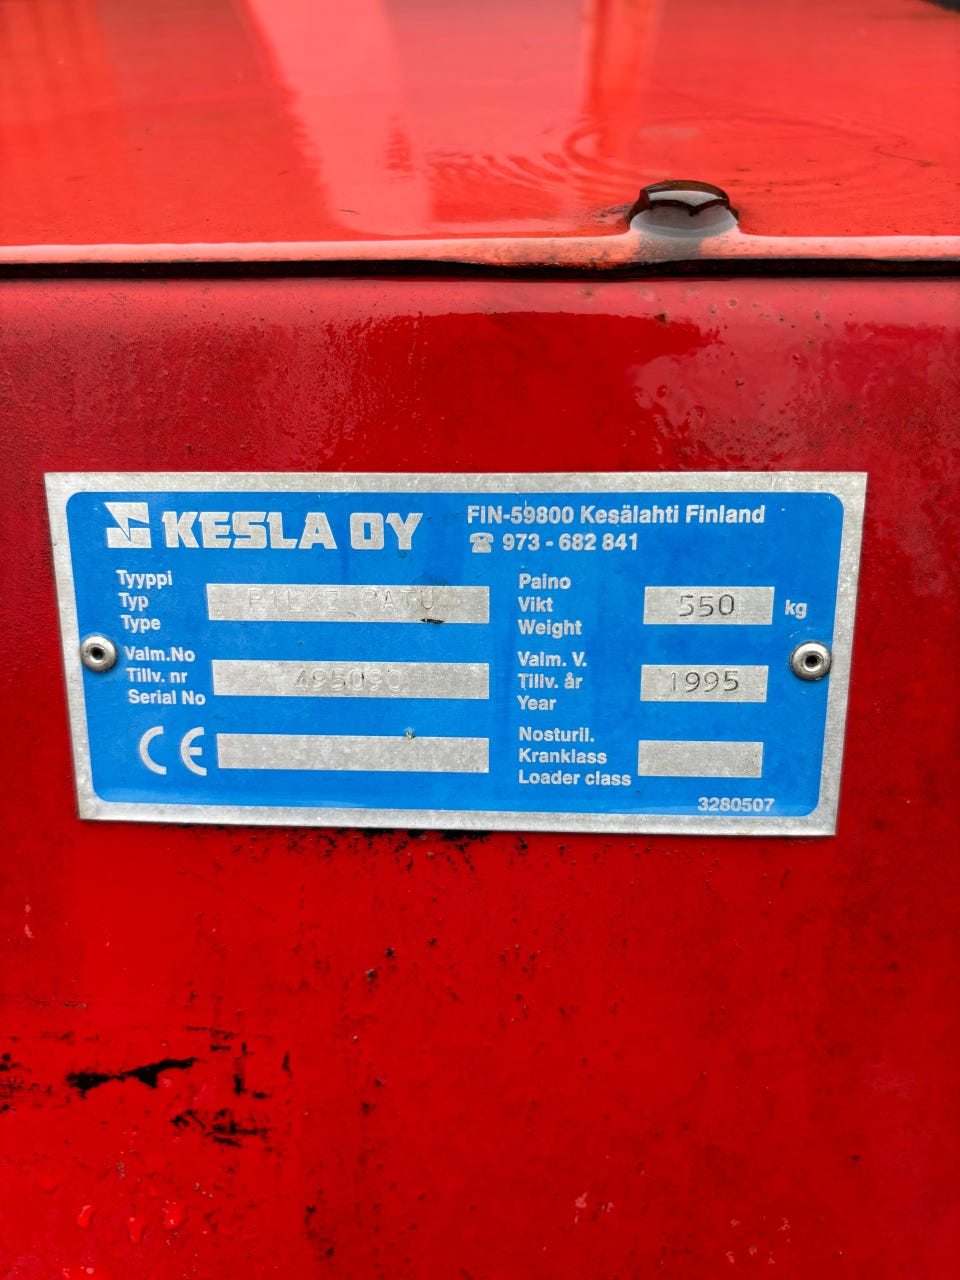 KESLA OY
FIN-59800 Kesälahti Finland
☎ 973 - 682 841
Tyyppi
Typ
Type
PILKE PATU
Paino
Vikt
Weight
550 kg
Valm.No
Tillv. nr
Serial No
Valm. V.
Tillv. år
Year
1995
CE
Nosturil.
Kranklass
Loader class
3280507